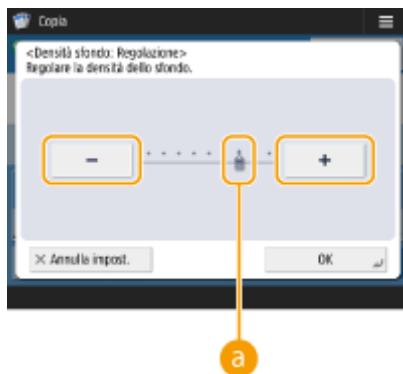 Copia
<Densità sfondo: Regolazione>
Regolare la densità dello sfondo.
- +
× Annulla impost. OK
a